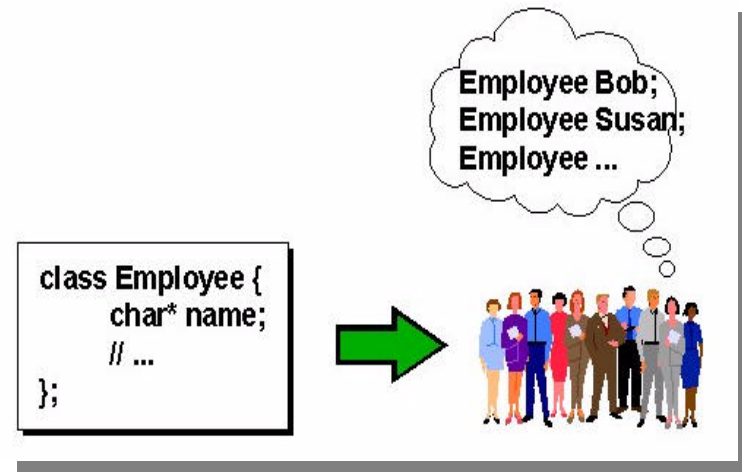 Employee Bob;
Employee Susan;
Employee ...
class Employee {
char* name;
// ...
};